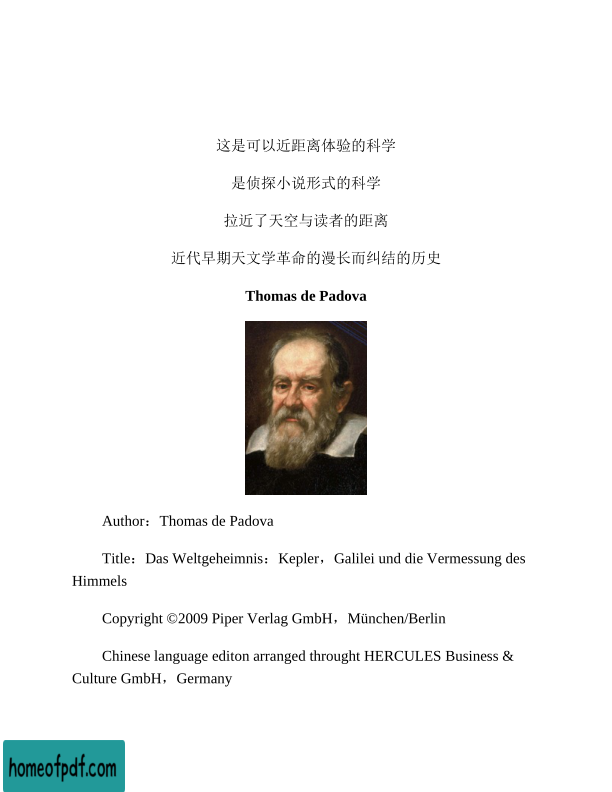 这是可以近距离体验的科学
是侦探小说形式的科学
拉近了天空与读者的距离
近代早期天文学革命的漫长而纠结的历史
Thomas de Padova
Author：Thomas de Padova
Title：Das Weltgeheimnis：Kepler，Galilei und die Vermessung des
Himmels
Copyright ©2009 Piper Verlag GmbH，München/Berlin
Chinese language editon arranged throught HERCULES Business &
Culture GmbH，Germany
homeofpdf.com